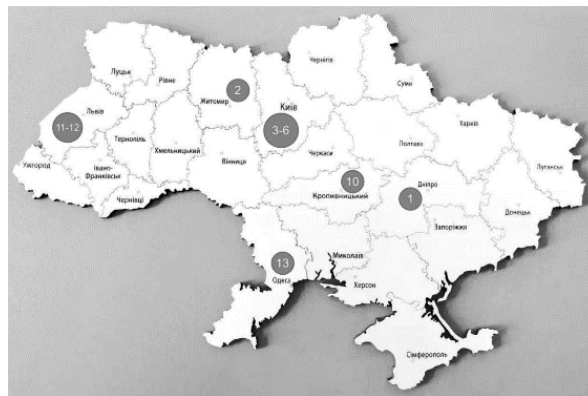 Чернігів
Луцьк
Рівне
Суми
2
Житомир
Київ
Львів
11-12
3-6
Харків
Тернопіль
Хмельницький
Полтава
Черкаси
Вінниця
Луганськ
Ужгород
Івано-
Франківськ
Чернівці
10
Кропивницький
Дніпро
1
Донецьк
Запоріжжя
Миколаїв
13
Одеса
Херсон
Сімферополь